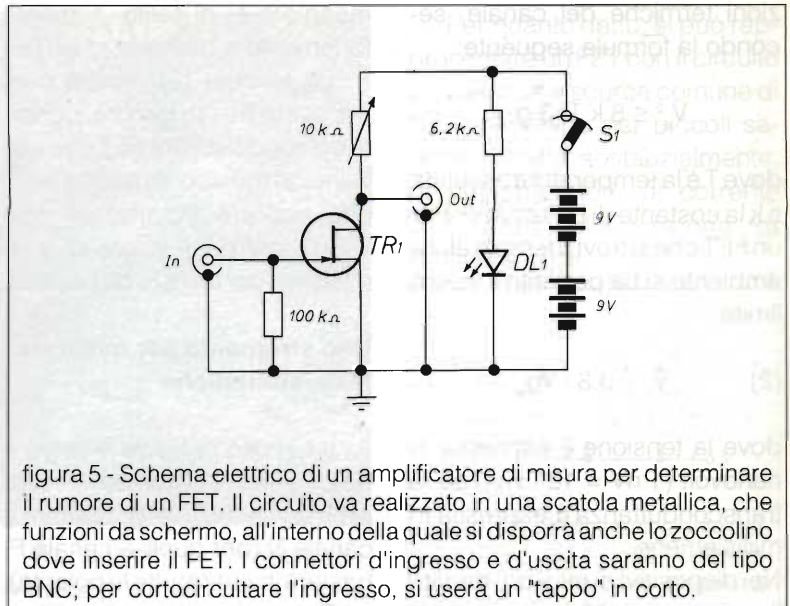 10 kΩ
6.2kΩ
S1
Out
9V
In
TR1
DL1
100 kΩ
9V
figura 5 - Schema elettrico di un amplificatore di misura per determinare
il rumore di un FET. Il circuito va realizzato in una scatola metallica, che
funzioni da schermo, all'interno della quale si disporrà anche lo zoccolino
dove inserire il FET. I connettori d'ingresso e d'uscita saranno del tipo
BNC; per cortocircuitare l'ingresso, si userà un "tappo" in corto.